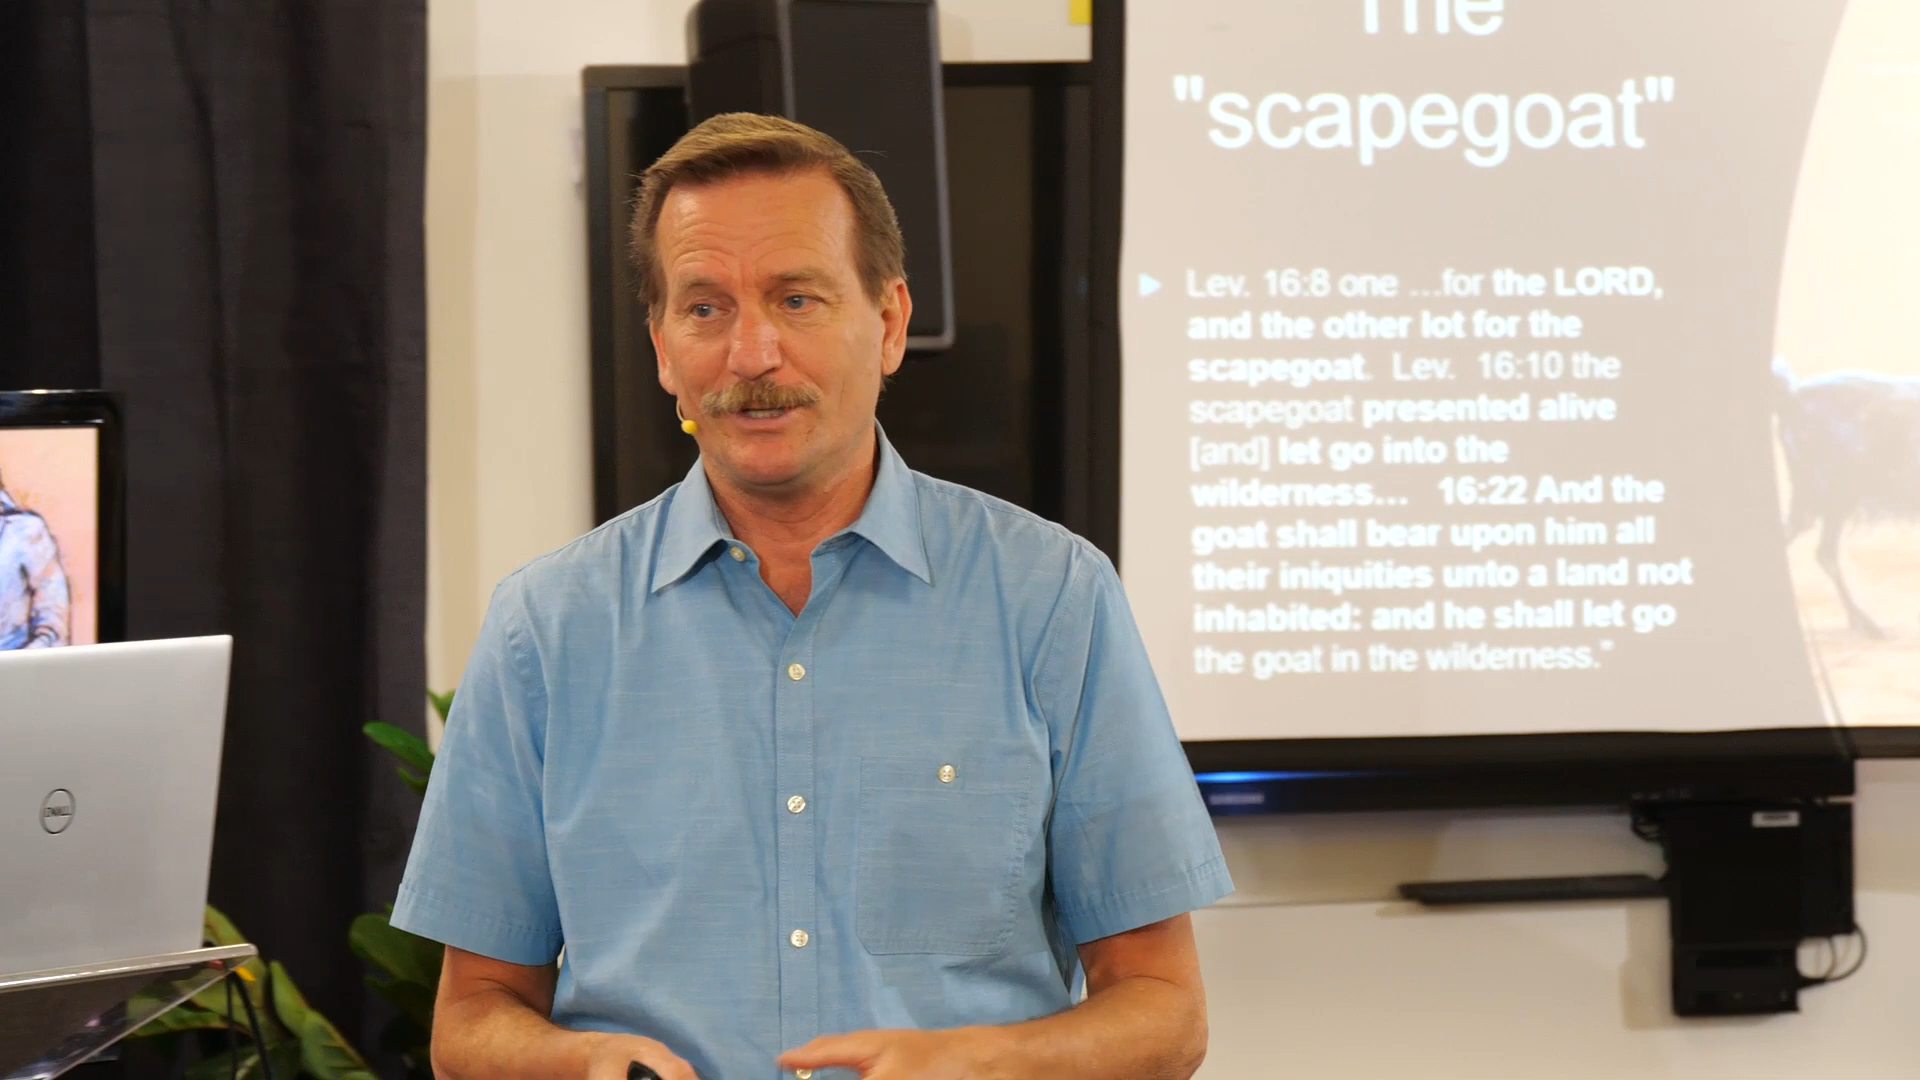 The
"scapegoat"
Lev. 16:8 one ...for the LORD,
and the other lot for the
scapegoat. Lev. 16:10 the
scapegoat presented alive
[and] let go into the
wilderness... 16:22 And the
goat shall bear upon him all
their iniquities unto a land not
inhabited: and he shall let go
the goat in the wilderness."
DELL
SAMSUNG